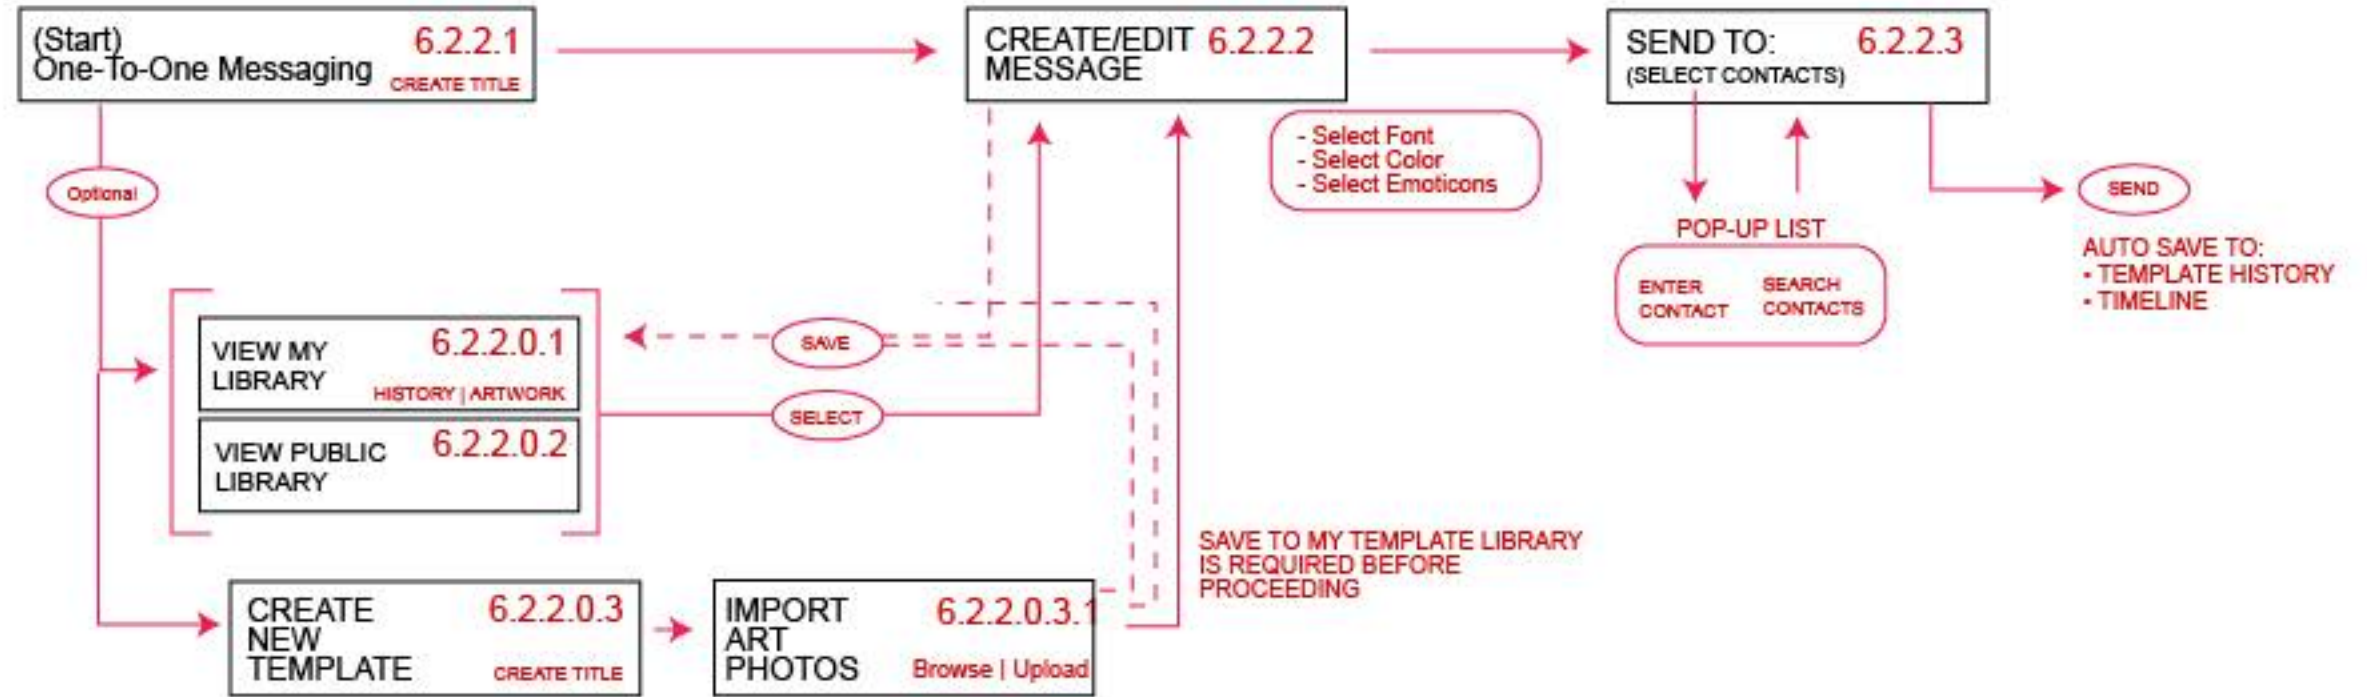 (Start)
One-To-One Messaging
6.2.2.1
CREATE TITLE
CREATE/EDIT
MESSAGE
6.2.2.2
SEND TO:
(SELECT CONTACTS)
6.2.2.3
- Select Font
- Select Color
- Select Emoticons
Optional
SEND
POP-UP LIST
ENTER
CONTACT
SEARCH
CONTACTS
AUTO SAVE TO:
• TEMPLATE HISTORY
• TIMELINE
VIEW MY
LIBRARY
6.2.2.0.1
HISTORY | ARTWORK
SAVE
VIEW PUBLIC
LIBRARY
6.2.2.0.2
SELECT
SAVE TO MY TEMPLATE LIBRARY
IS REQUIRED BEFORE
PROCEEDING
CREATE
NEW
TEMPLATE
6.2.2.0.3
CREATE TITLE
IMPORT
ART
PHOTOS
6.2.2.0.3.1
Browse | Upload